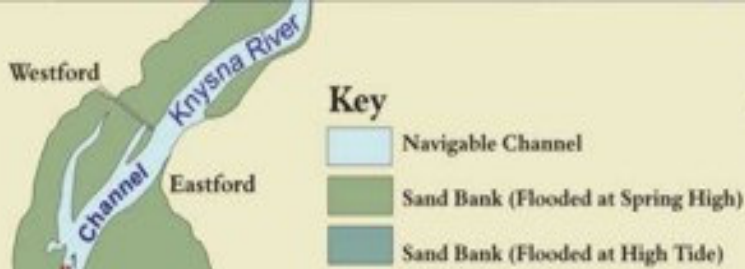 Knysna River
Westford
Key
Navigable Channel
Channel
Eastford
Sand Bank (Flooded at Spring High)
Sand Bank (Flooded at High Tide)